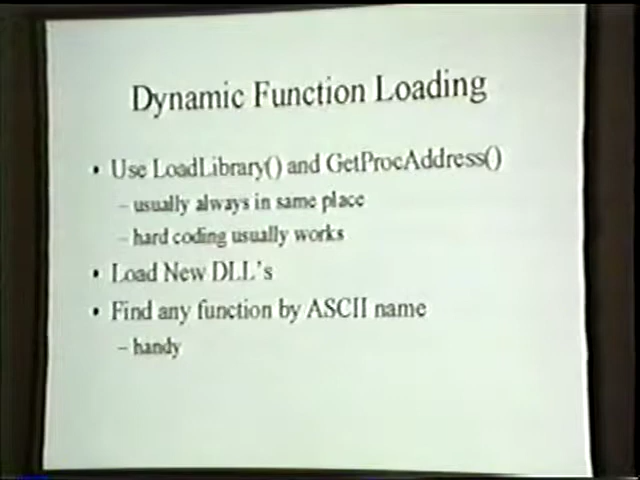 Dynamic Function Loading
• Use LoadLibrary() and GetProcAddress()
– usually always in same place
– hard coding usually works
• Load New DLL's
• Find any function by ASCII name
– handy